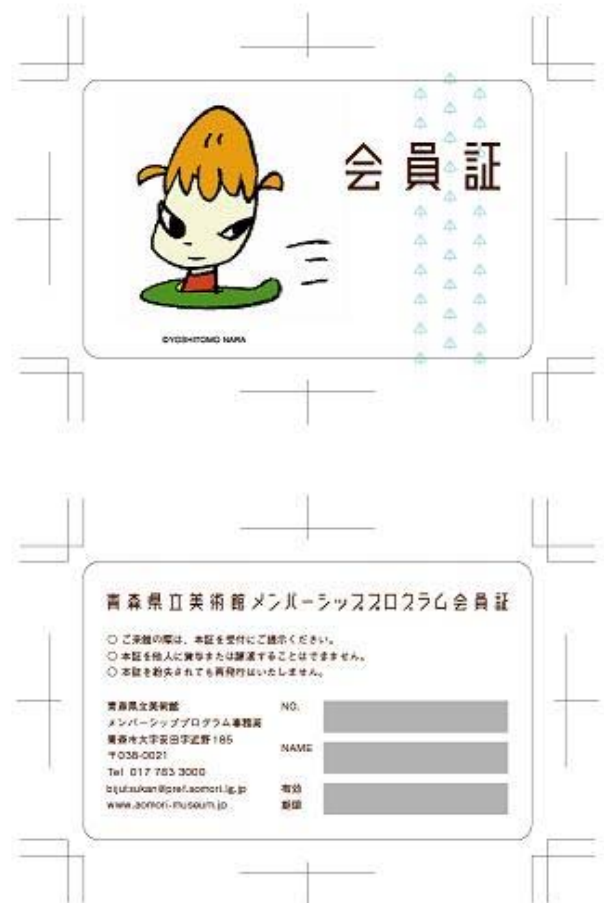 会員証
©YOSHITOMO NARA
青森県立美術館メンバーシッププログラム会員証
○ ご来館の際は、本証を受付にご提示ください。
○ 本証を他人に貸与または譲渡することはできません。
○ 本証を紛失されても再発行はいたしません。
青森県立美術館
メンバーシッププログラム事務局
青森市大字安田字近野185
〒038-0021
Tel 017 783 3000
bijutsukan@pref.aomori.lg.jp
www.aomori-museum.jp
NO.
NAME
有効
期限